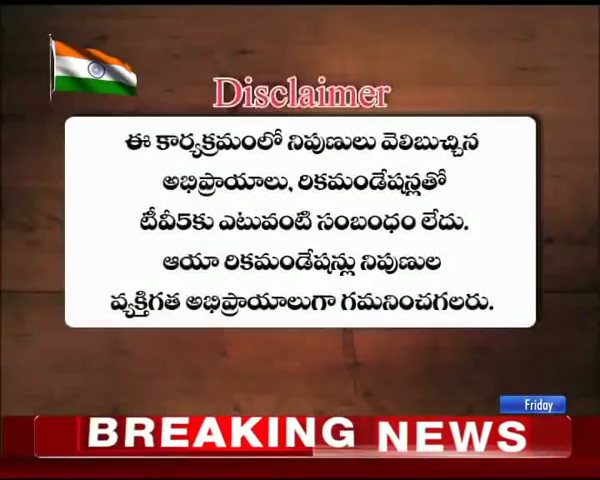 Disclaimer
ఈ కార్యక్రమంలో నిపుణులు వెలిబుచ్చిన
అభిప్రాయాలు, రికమండేషన్లతో
టీవీ5కు ఎటువంటి సంబంధం లేదు.
ఆయా రికమండేషన్లు నిపుణుల
వ్యక్తిగత అభిప్రాయాలుగా గమనించగలరు.
Friday
BREAKING NEWS